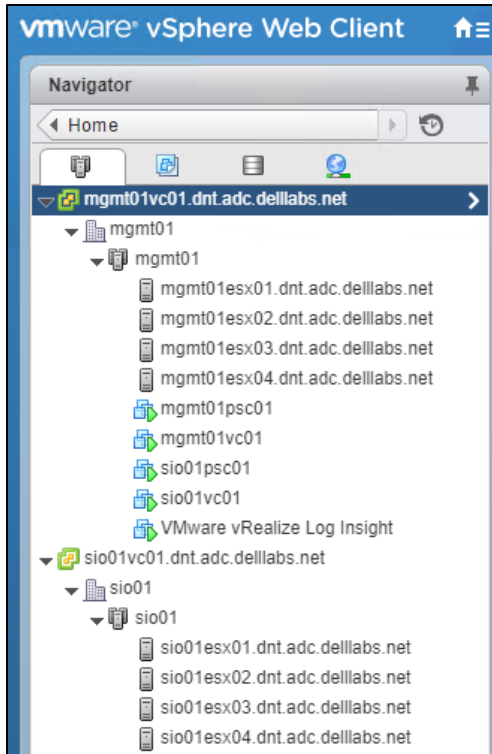 vmware® vSphere Web Client
Navigator
Home
mgmt01vc01.dnt.adc.delllabs.net
mgmt01
mgmt01
mgmt01esx01.dnt.adc.delllabs.net
mgmt01esx02.dnt.adc.delllabs.net
mgmt01esx03.dnt.adc.delllabs.net
mgmt01esx04.dnt.adc.delllabs.net
mgmt01psc01
mgmt01vc01
sio01psc01
sio01vc01
VMware vRealize Log Insight
sio01vc01.dnt.adc.delllabs.net
sio01
sio01
sio01esx01.dnt.adc.delllabs.net
sio01esx02.dnt.adc.delllabs.net
sio01esx03.dnt.adc.delllabs.net
sio01esx04.dnt.adc.delllabs.net